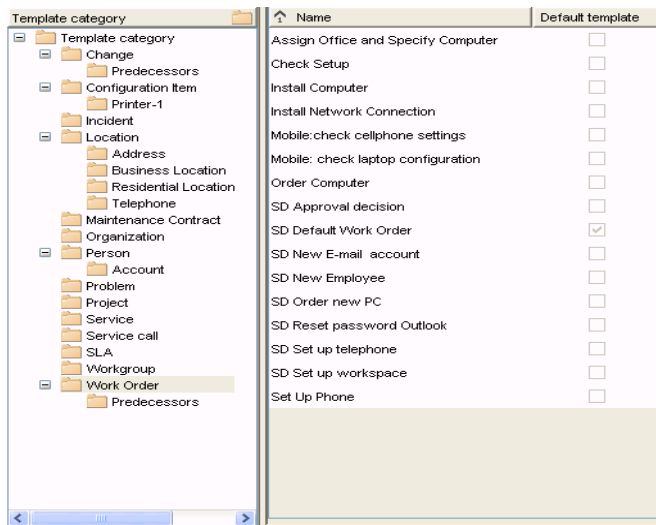 Template category
Template category
Change
Predecessors
Configuration Item
Printer-1
Incident
Location
Address
Business Location
Residential Location
Telephone
Maintenance Contract
Organization
Person
Account
Problem
Project
Service
Service call
SLA
Workgroup
Work Order
Predecessors
Name Default template
Assign Office and Specify Computer
Check Setup
Install Computer
Install Network Connection
Mobile:check cellphone settings
Mobile: check laptop configuration
Order Computer
SD Approval decision
SD Default Work Order
SD New E-mail account
SD New Employee
SD Order new PC
SD Reset password Outlook
SD Set up telephone
SD Set up workspace
Set Up Phone